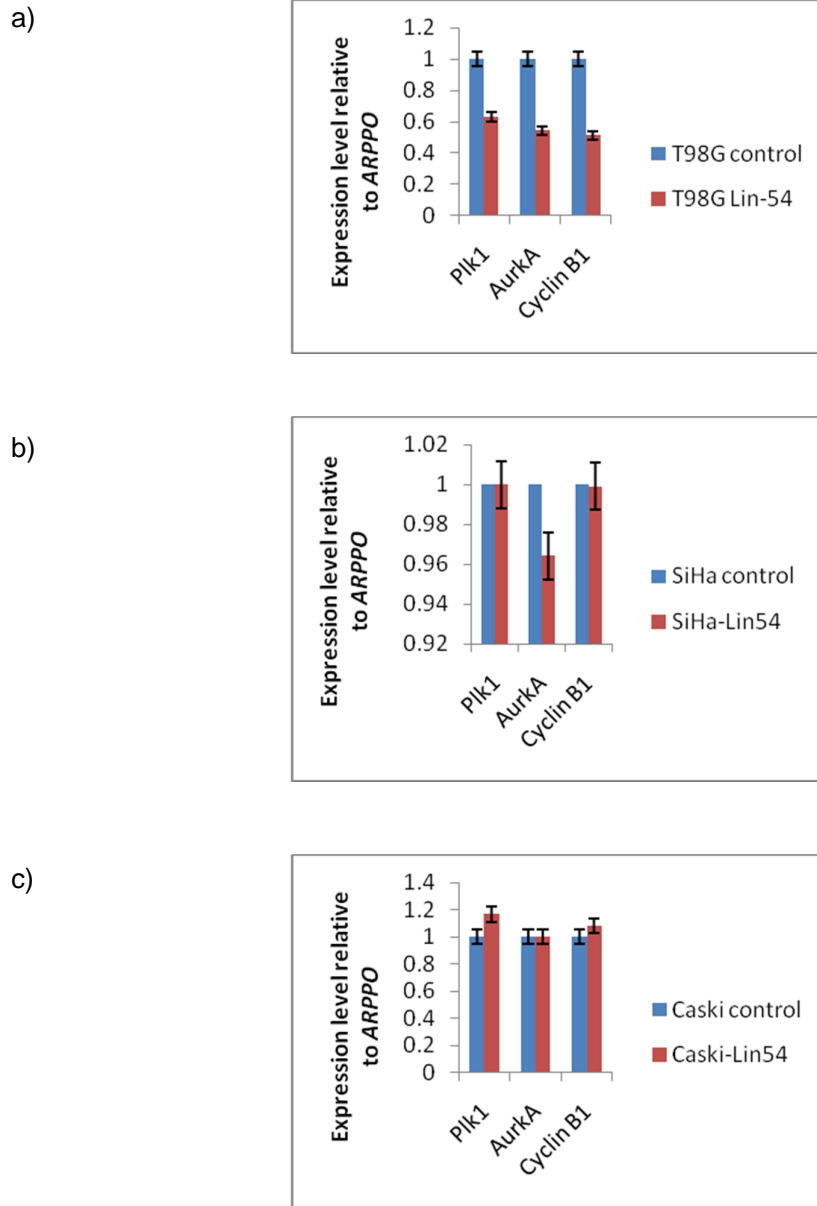 a)
Expression level relative
to ARPPO
1.2
1
0.8
0.6
0.4
0.2
0
Plk1
AurkA
Cyclin B1
T98G control
T98G Lin-54
b)
Expression level relative
to ARPPO
1.02
1
0.98
0.96
0.94
0.92
Plk1
AurkA
Cyclin B1
SiHa control
SiHa-Lin54
c)
Expression level relative
to ARPPO
1.4
1.2
1
0.8
0.6
0.4
0.2
0
Plk1
AurkA
Cyclin B1
Caski control
Caski-Lin54